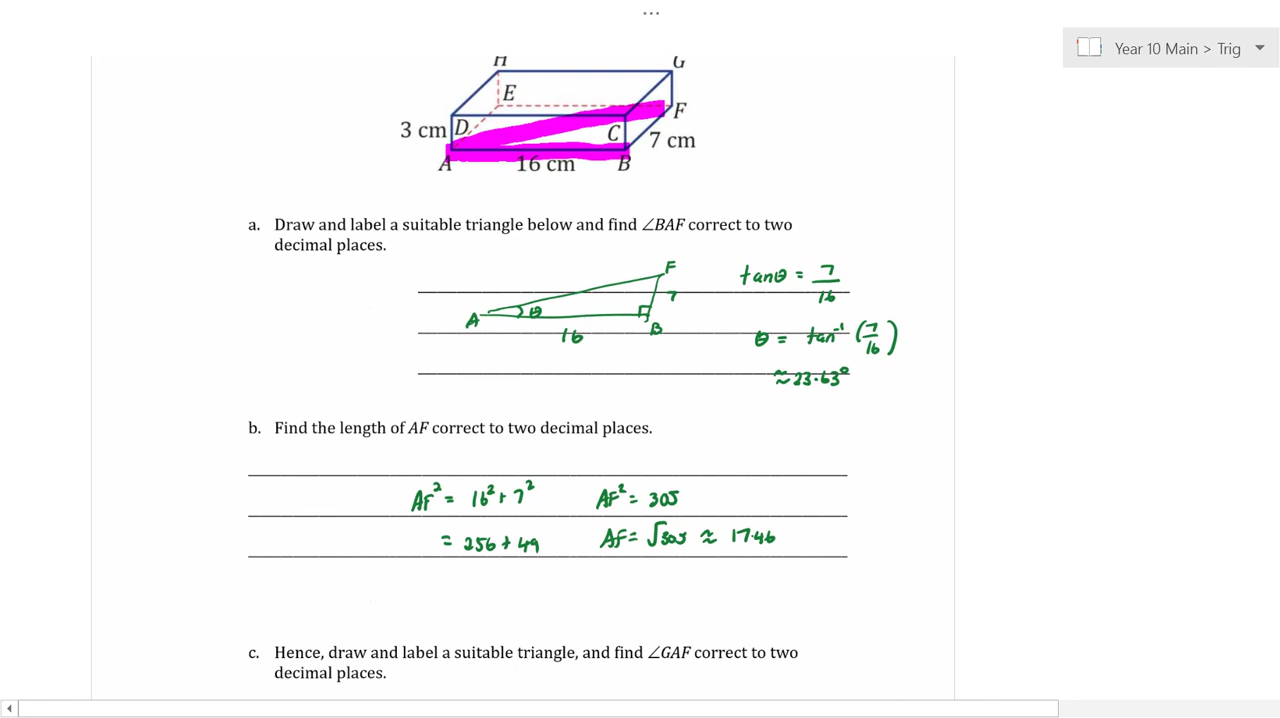 ...
Year 10 Main > Trig
H
G
E
F
3 cm
D
C
7 cm
A
16 cm
B
a. Draw and label a suitable triangle below and find ∠BAF correct to two
decimal places.
F
tanθ = 7/16
7
A
θ
B
16
θ = tan⁻¹ (7/16)
≈ 23.63°
b. Find the length of AF correct to two decimal places.
AF² = 16² + 7²
AF² = 305
= 256 + 49
AF = √305 ≈ 17.46
c. Hence, draw and label a suitable triangle, and find ∠GAF correct to two
decimal places.